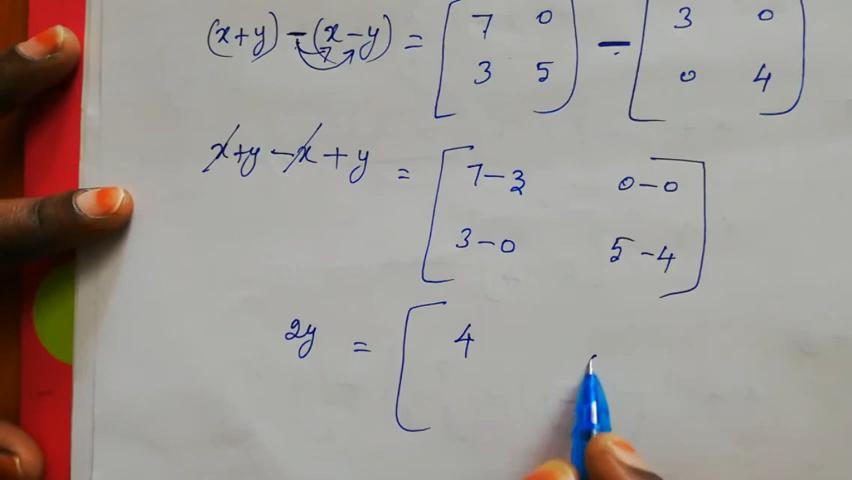 (x+y) - (x-y) = [ 7 0 ] - [ 3 0 ]
[ 3 5 ] [ 0 4 ]
x+y - x + y = [ 7-3 0-0 ]
[ 3-0 5-4 ]
2y = [ 4